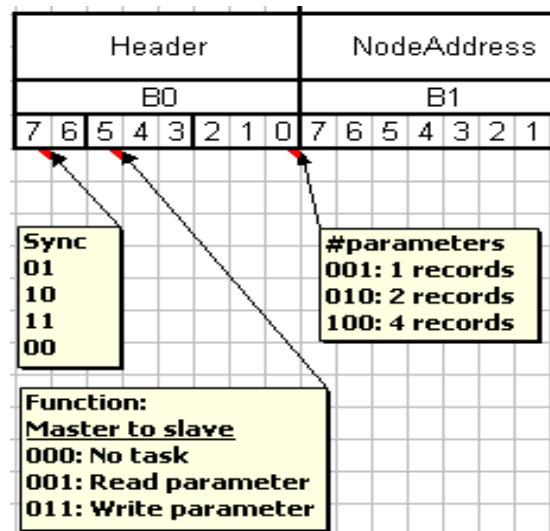 Header NodeAddress
B0 B1
7 6 5 4 3 2 1 0 7 6 5 4 3 2 1
Sync
01
10
11
00
#parameters
001: 1 records
010: 2 records
100: 4 records
Function:
Master to slave
000: No task
001: Read parameter
011: Write parameter